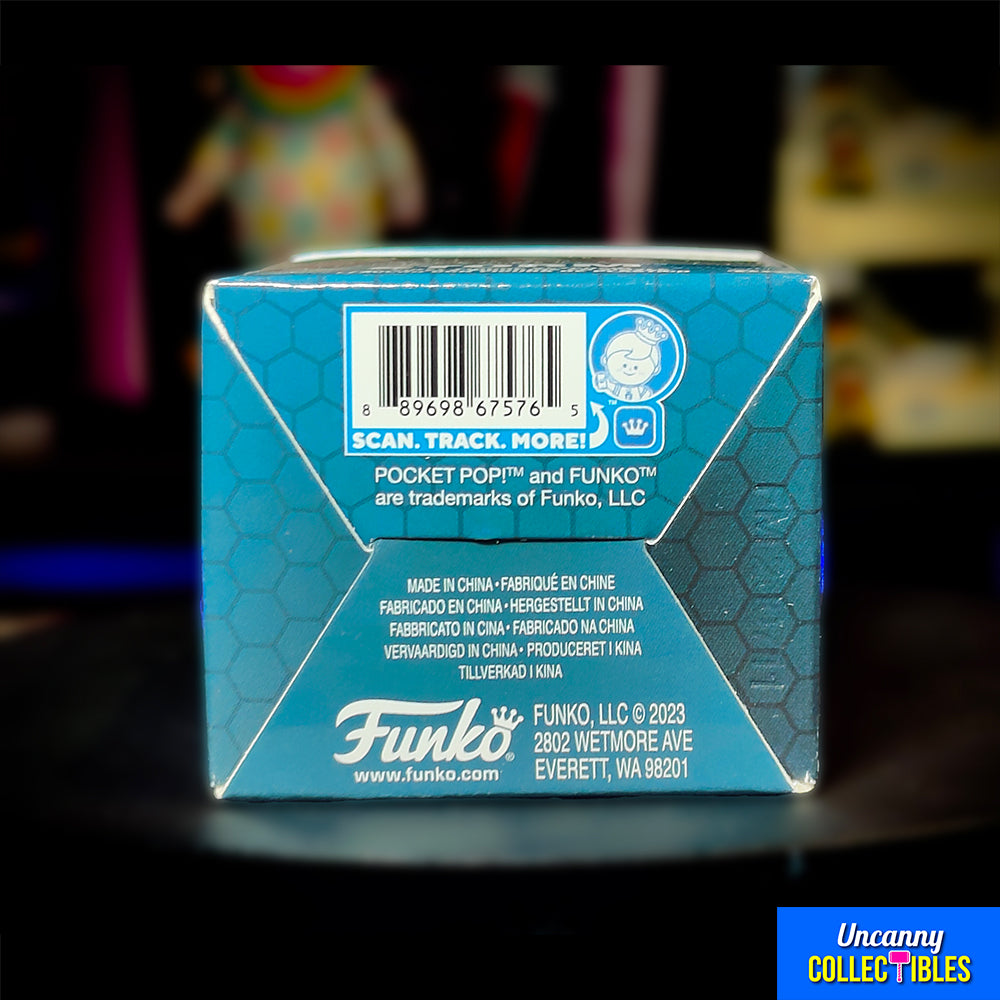 8 89698 67576 5
SCAN. TRACK. MORE!
™
POCKET POP!™ and FUNKO™
are trademarks of Funko, LLC
MADE IN CHINA • FABRIQUÉ EN CHINE
FABRICADO EN CHINA • HERGESTELLT IN CHINA
FABBRICATO IN CINA • FABRICADO NA CHINA
VERVAARDIGD IN CHINA • PRODUCERET I KINA
TILLVERKAD I KINA
Funko®
www.funko.com
FUNKO, LLC © 2023
2802 WETMORE AVE
EVERETT, WA 98201
Uncanny
COLLECTIBLES